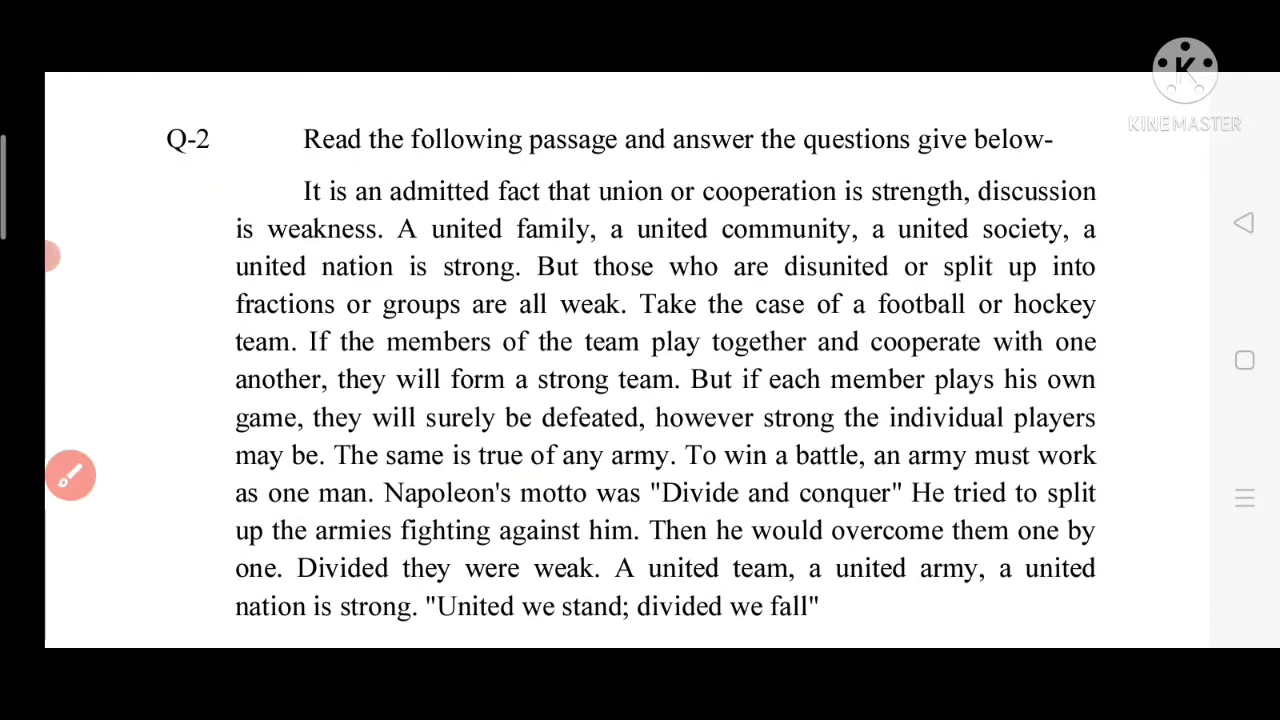 KINEMASTER
Q-2 Read the following passage and answer the questions give below-
It is an admitted fact that union or cooperation is strength, discussion
is weakness. A united family, a united community, a united society, a
united nation is strong. But those who are disunited or split up into
fractions or groups are all weak. Take the case of a football or hockey
team. If the members of the team play together and cooperate with one
another, they will form a strong team. But if each member plays his own
game, they will surely be defeated, however strong the individual players
may be. The same is true of any army. To win a battle, an army must work
as one man. Napoleon's motto was "Divide and conquer" He tried to split
up the armies fighting against him. Then he would overcome them one by
one. Divided they were weak. A united team, a united army, a united
nation is strong. "United we stand; divided we fall"